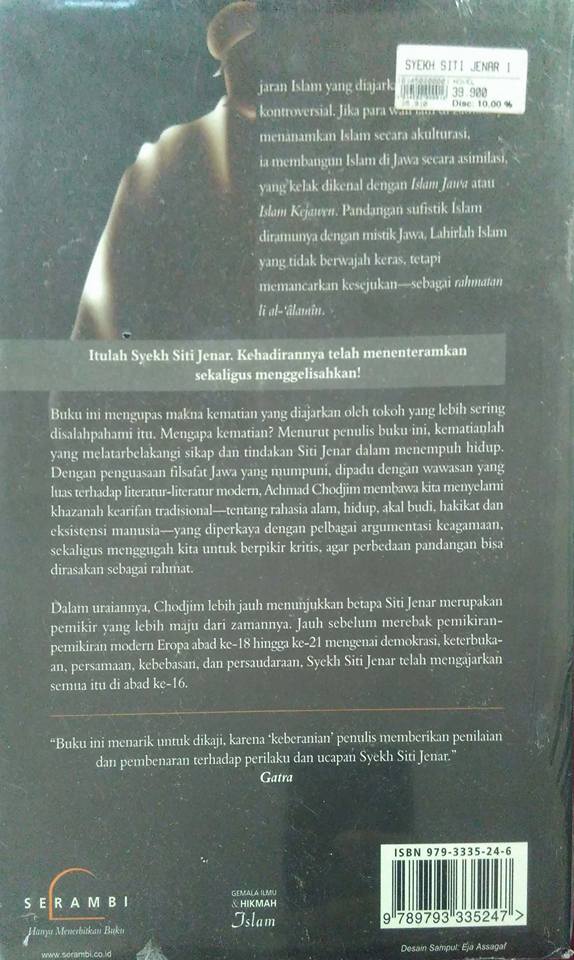 SYEKH SITI JENAR 1
NOVEL
39.900
Disc: 10.00 %
jaran Islam yang diajark
kontroversial. Jika para
menanamkan Islam secara akulturasi,
ia membangun Islam di Jawa secara asimilasi,
yang kelak dikenal dengan Islam Jawa atau
Islam Kejawen. Pandangan sufistik Islam
diramunya dengan mistik Jawa. Lahirlah Islam
yang tidak berwajah keras, tetapi
memancarkan kesejukan—sebagai rahmatan
li al-‘âlamîn.
Itulah Syekh Siti Jenar. Kehadirannya telah menenteramkan
sekaligus menggelisahkan!
Buku ini mengupas makna kematian yang diajarkan oleh tokoh yang lebih sering
disalahpahami itu. Mengapa kematian? Menurut penulis buku ini, kematianlah
yang melatarbelakangi sikap dan tindakan Siti Jenar dalam menempuh hidup.
Dengan penguasaan filsafat Jawa yang mumpuni, dipadu dengan wawasan yang
luas terhadap literatur-literatur modern, Achmad Chodjim membawa kita menyelami
khazanah kearifan tradisional—tentang rahasia alam, hidup, akal budi, hakikat dan
eksistensi manusia—yang diperkaya dengan pelbagai argumentasi keagamaan,
sekaligus menggugah kita untuk berpikir kritis, agar perbedaan pandangan bisa
dirasakan sebagai rahmat.
Dalam uraiannya, Chodjim lebih jauh menunjukkan betapa Siti Jenar merupakan
pemikir yang lebih maju dari zamannya. Jauh sebelum merebak pemikiran-
pemikiran modern Eropa abad ke-18 hingga ke-21 mengenai demokrasi, keterbuka-
an, persamaan, kebebasan, dan persaudaraan, Syekh Siti Jenar telah mengajarkan
semua itu di abad ke-16.
“Buku ini menarik untuk dikaji, karena ‘keberanian’ penulis memberikan penilaian
dan pembenaran terhadap perilaku dan ucapan Syekh Siti Jenar.”
Gatra
SERAMBI
Hanya Menerbitkan Buku
www.serambi.co.id
GEMALA ILMU
& HIKMAH
Islam
ISBN 979-3335-24-6
9 789793 335247 >
Desain Sampul: Eja Assagaf